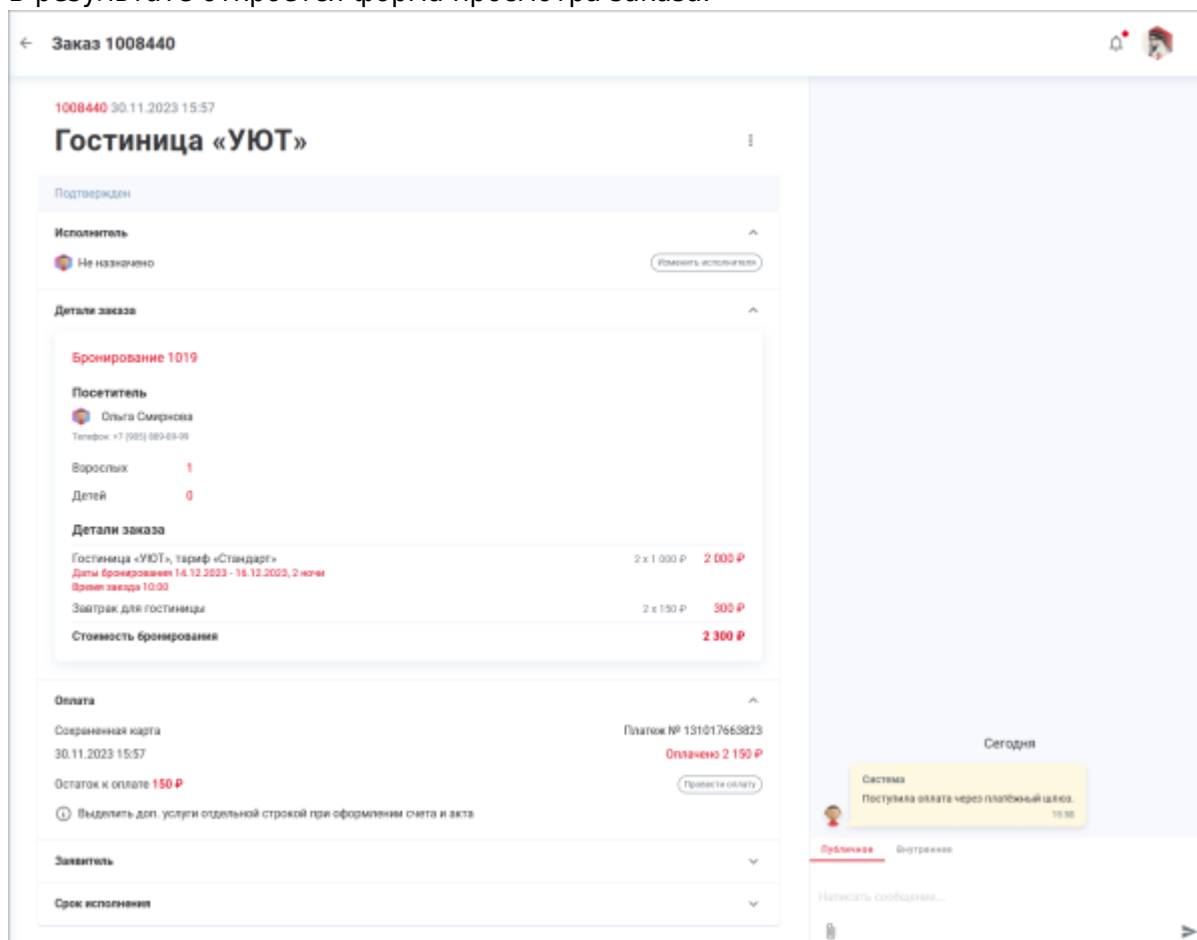 В результате откроется форма просмотра заказа.
Заказ 1008440
1008440 30.11.2023 15:57
Гостиница «УЮТ»
Подтвержден
Исполнитель
Не назначено
Изменить исполнителя
Детали заказа
Бронирование 1019
Посетитель
Ольга Смирнова
Телефон: +7 (985) 089-89-99
Взрослых 1
Детей 0
Детали заказа
Гостиница «УЮТ», тариф «Стандарт» 2 x 1 000 ₽ 2 000 ₽
Даты бронирования 14.12.2023 - 16.12.2023, 2 ночи
Время заезда 10:00
Завтрак для гостиницы 2 x 150 ₽ 300 ₽
Стоимость бронирования 2 300 ₽
Оплата
Сохраненная карта Платеж № 131017663823
30.11.2023 15:57 Оплачено 2 150 ₽
Остаток к оплате 150 ₽ Провести оплату
Выделить доп. услуги отдельной строкой при оформлении счета и акта
Заявитель
Срок исполнения
Сегодня
Система
Поступила оплата через платёжный шлюз.
15:58
Публичное Внутреннее
Написать сообщение...